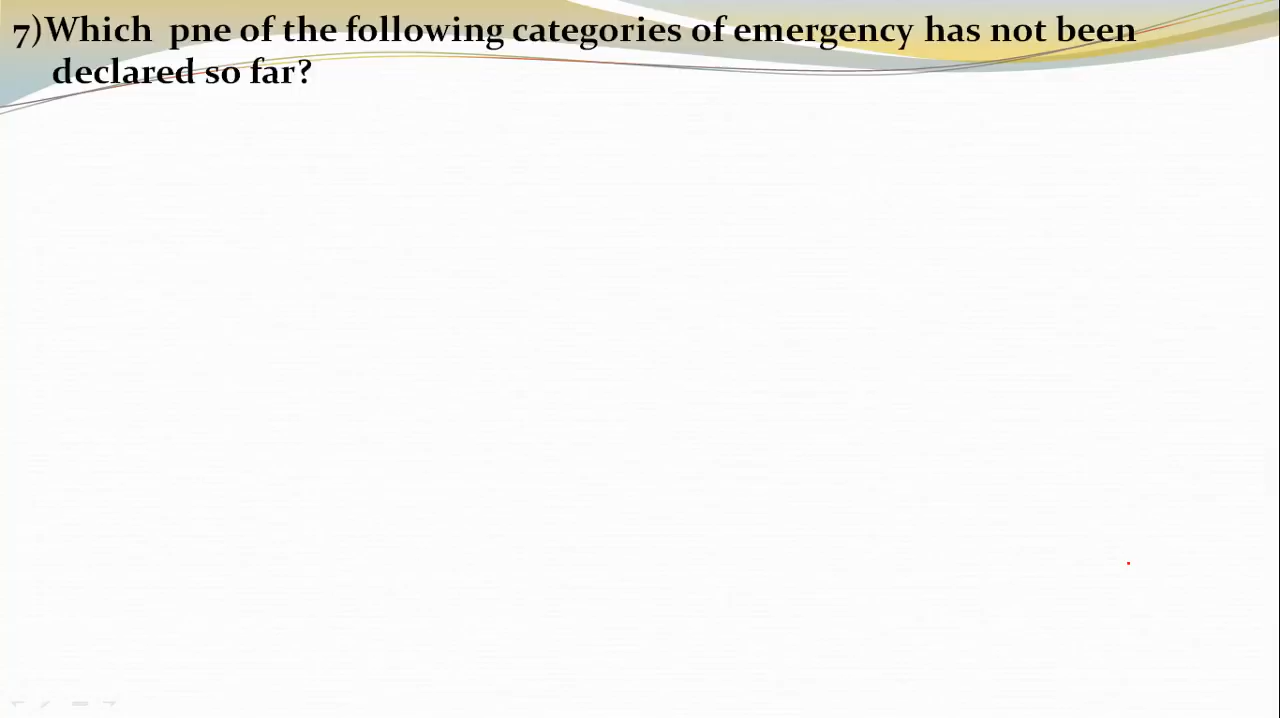 7)Which pne of the following categories of emergency has not been
declared so far?